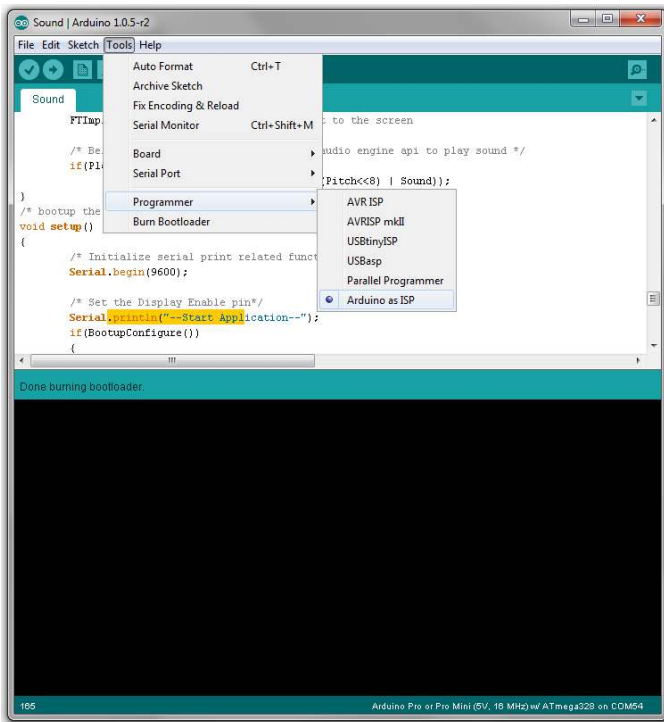 Sound | Arduino 1.0.5-r2
File Edit Sketch Tools Help
Auto Format Ctrl+T
Archive Sketch
Fix Encoding & Reload
Serial Monitor Ctrl+Shift+M
Board
Serial Port
Programmer
Burn Bootloader
AVR ISP
AVRISP mkII
USBtinyISP
USBasp
Parallel Programmer
Arduino as ISP
Sound
FTImp. t to the screen
/* Be udio engine api to play sound */
if(Pl
(Pitch<<8) | Sound));
}
/* bootup the
void setup()
{
/* Initialize serial print related funct
Serial.begin(9600);
/* Set the Display Enable pin*/
Serial.println("--Start Application--");
if(BootupConfigure())
{
Done burning bootloader.
165 Arduino Pro or Pro Mini (5V, 16 MHz) w/ ATmega328 on COM54